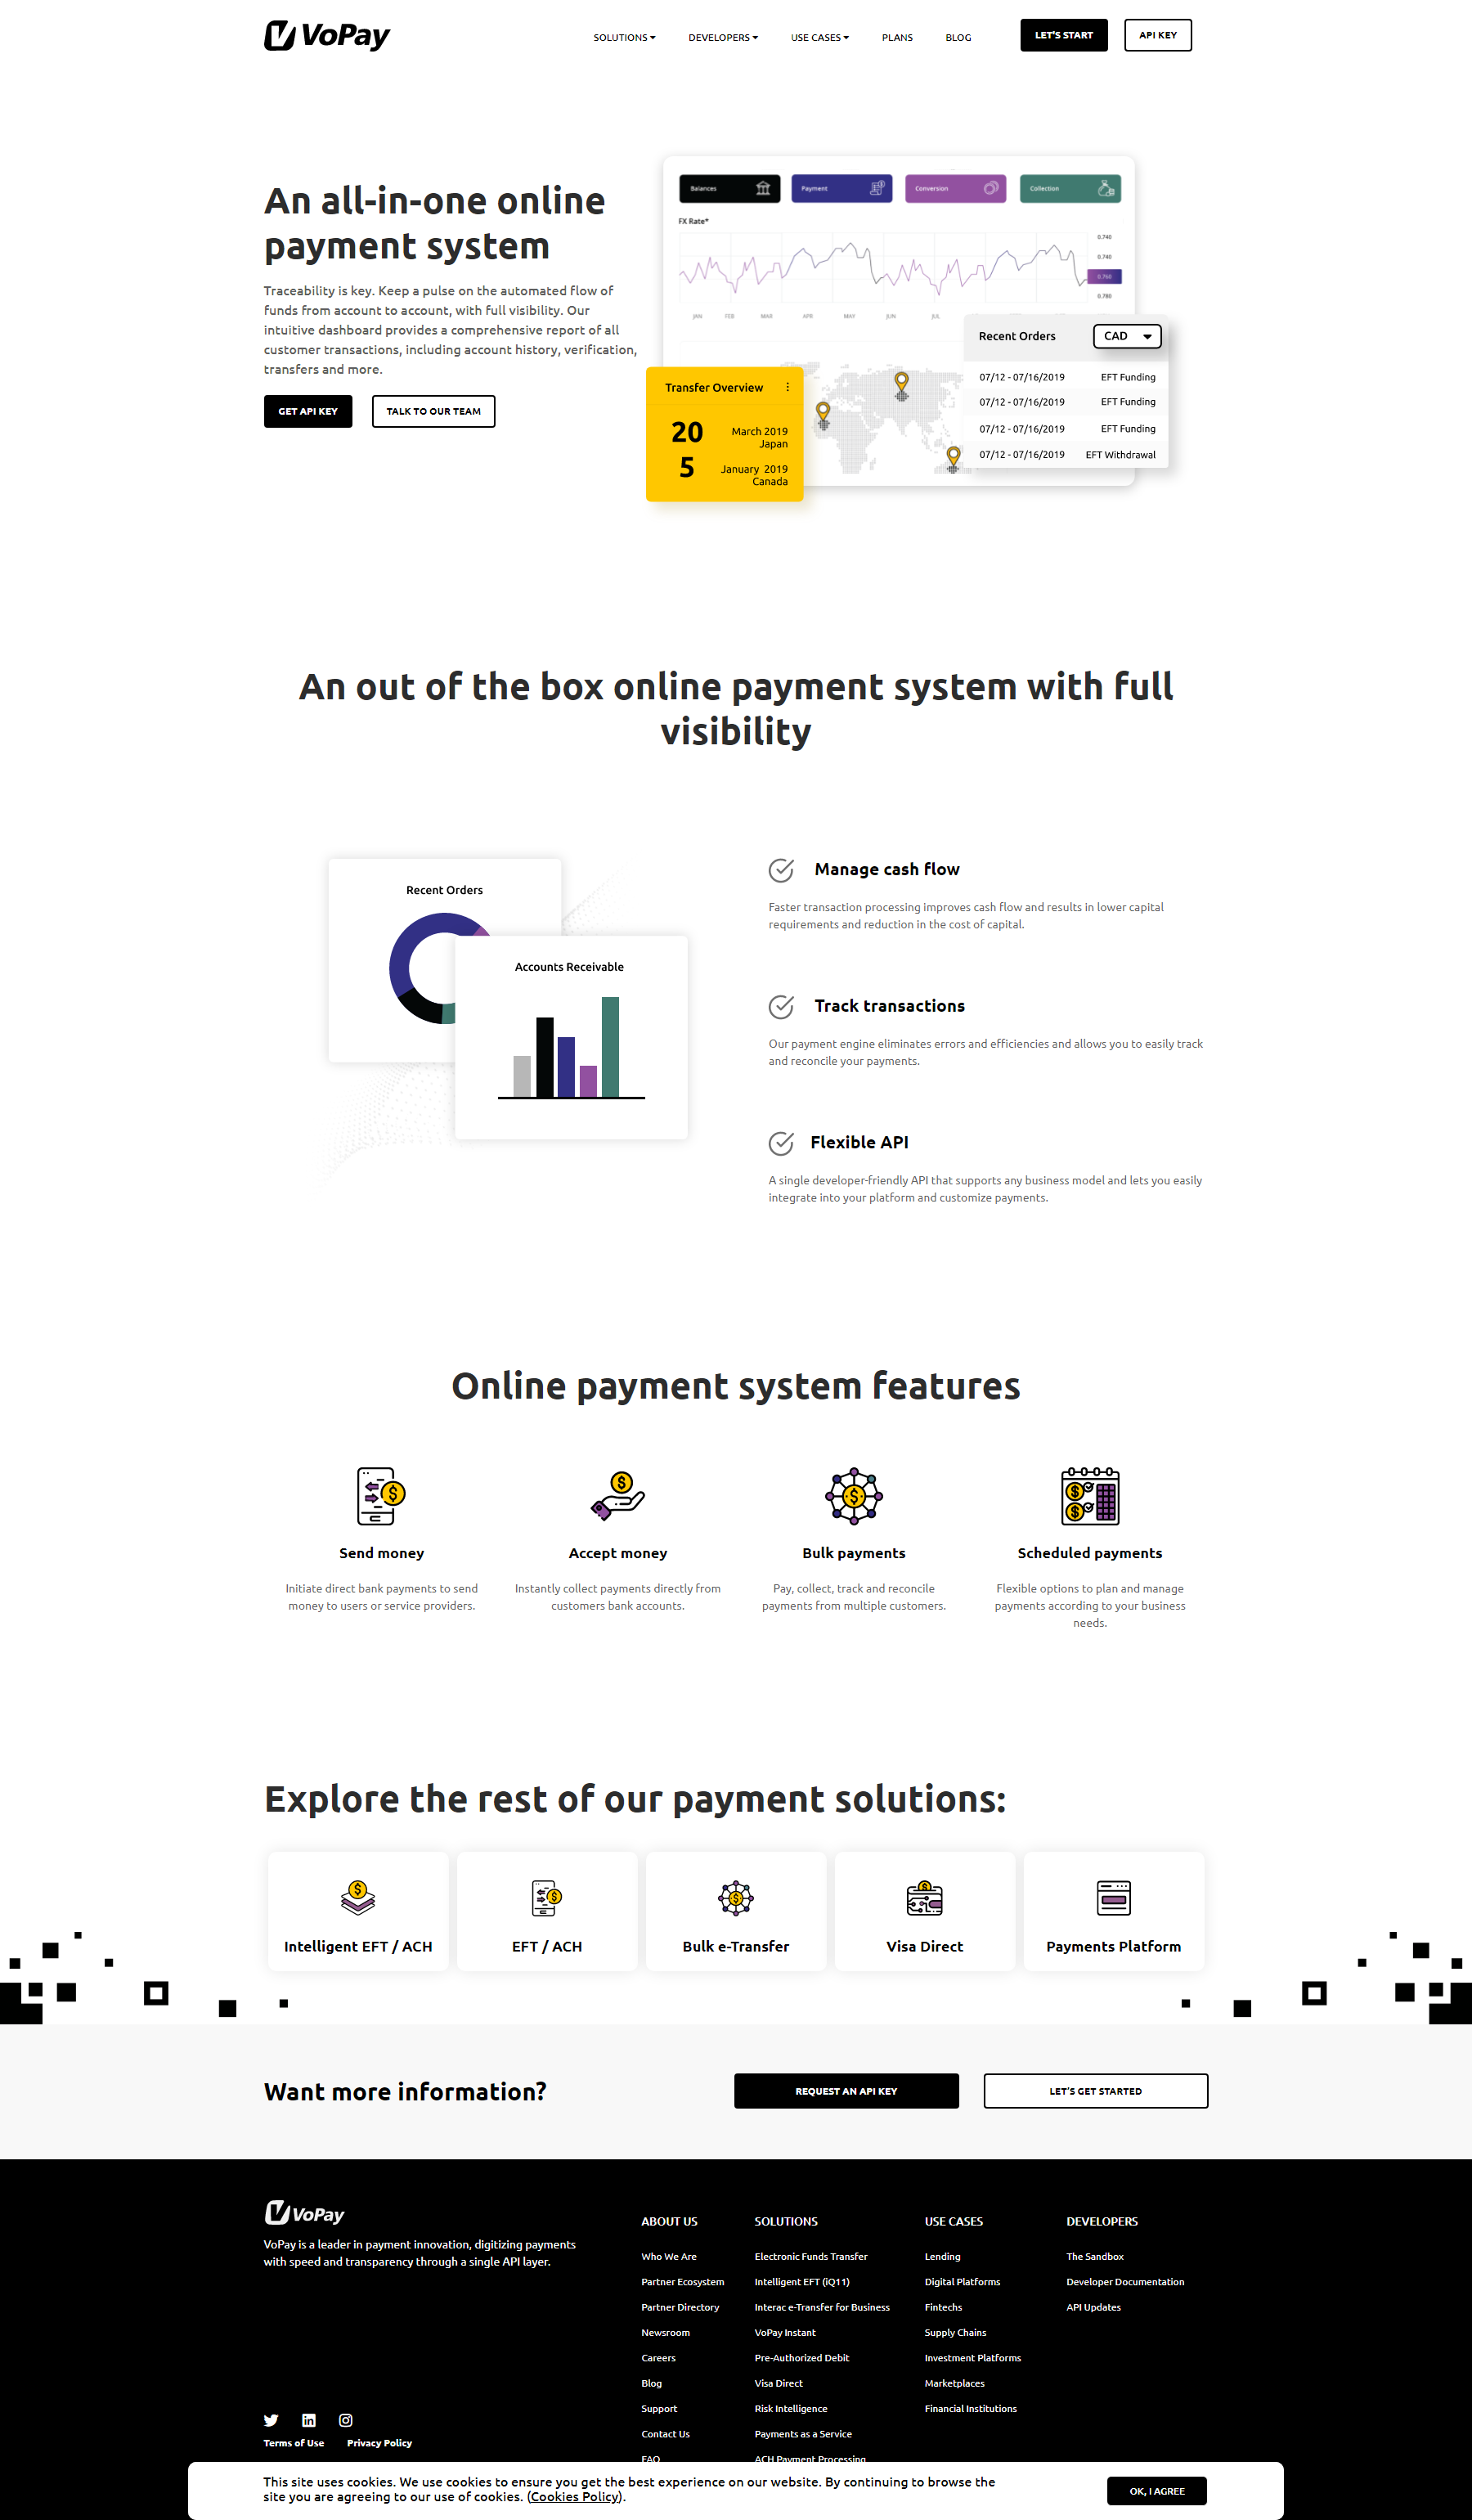 VoPay
SOLUTIONS
DEVELOPERS
USE CASES
PLANS
BLOG
LET'S START
API KEY
An all-in-one online
payment system
Traceability is key. Keep a pulse on the automated flow of
funds from account to account, with full visibility. Our
intuitive dashboard provides a comprehensive report of all
customer transactions, including account history, verification,
transfers and more.
GET API KEY
TALK TO OUR TEAM
Balances
Payment
Conversion
Collection
FX Rate*
0.740
0.740
0.760
0.780
JAN
FEB
MAR
APR
MAY
JUN
JUL
Recent Orders
CAD
07/12 - 07/16/2019 EFT Funding
07/12 - 07/16/2019 EFT Funding
07/12 - 07/16/2019 EFT Funding
07/12 - 07/16/2019 EFT Withdrawal
Transfer Overview
20
March 2019
Japan
5
January 2019
Canada
An out of the box online payment system with full
visibility
Recent Orders
Accounts Receivable
Manage cash flow
Faster transaction processing improves cash flow and results in lower capital
requirements and reduction in the cost of capital.
Track transactions
Our payment engine eliminates errors and efficiencies and allows you to easily track
and reconcile your payments.
Flexible API
A single developer-friendly API that supports any business model and lets you easily
integrate into your platform and customize payments.
Online payment system features
Send money
Initiate direct bank payments to send
money to users or service providers.
Accept money
Instantly collect payments directly from
customers bank accounts.
Bulk payments
Pay, collect, track and reconcile
payments from multiple customers.
Scheduled payments
Flexible options to plan and manage
payments according to your business
needs.
Explore the rest of our payment solutions:
Intelligent EFT / ACH
EFT / ACH
Bulk e-Transfer
Visa Direct
Payments Platform
Want more information?
REQUEST AN API KEY
LET'S GET STARTED
VoPay
VoPay is a leader in payment innovation, digitizing payments
with speed and transparency through a single API layer.
Terms of Use
Privacy Policy
ABOUT US
Who We Are
Partner Ecosystem
Partner Directory
Newsroom
Careers
Blog
Support
Contact Us
FAQ
SOLUTIONS
Electronic Funds Transfer
Intelligent EFT (iQ11)
Interac e-Transfer for Business
VoPay Instant
Pre-Authorized Debit
Visa Direct
Risk Intelligence
Payments as a Service
ACH Payment Processing
USE CASES
Lending
Digital Platforms
Fintechs
Supply Chains
Investment Platforms
Marketplaces
Financial Institutions
DEVELOPERS
The Sandbox
Developer Documentation
API Updates
This site uses cookies. We use cookies to ensure you get the best experience on our website. By continuing to browse the
site you are agreeing to our use of cookies. (Cookies Policy).
OK, I AGREE